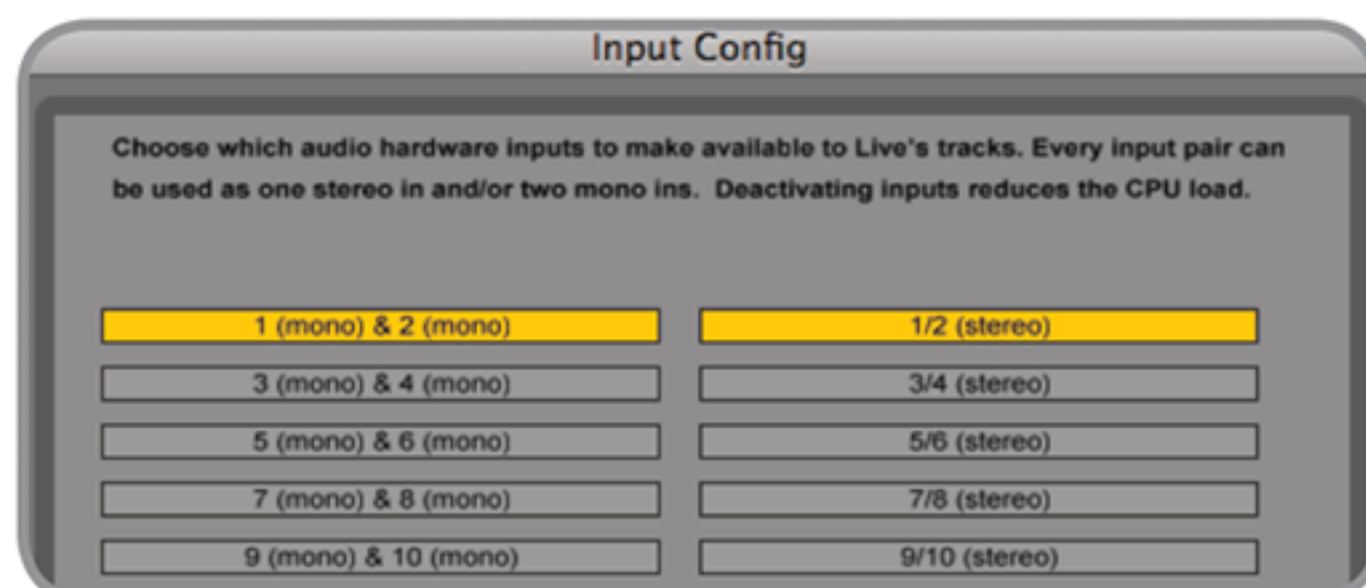 Input Config
Choose which audio hardware inputs to make available to Live's tracks. Every input pair can
be used as one stereo in and/or two mono ins.  Deactivating inputs reduces the CPU load.
1 (mono) & 2 (mono)
1/2 (stereo)
3 (mono) & 4 (mono)
3/4 (stereo)
5 (mono) & 6 (mono)
5/6 (stereo)
7 (mono) & 8 (mono)
7/8 (stereo)
9 (mono) & 10 (mono)
9/10 (stereo)